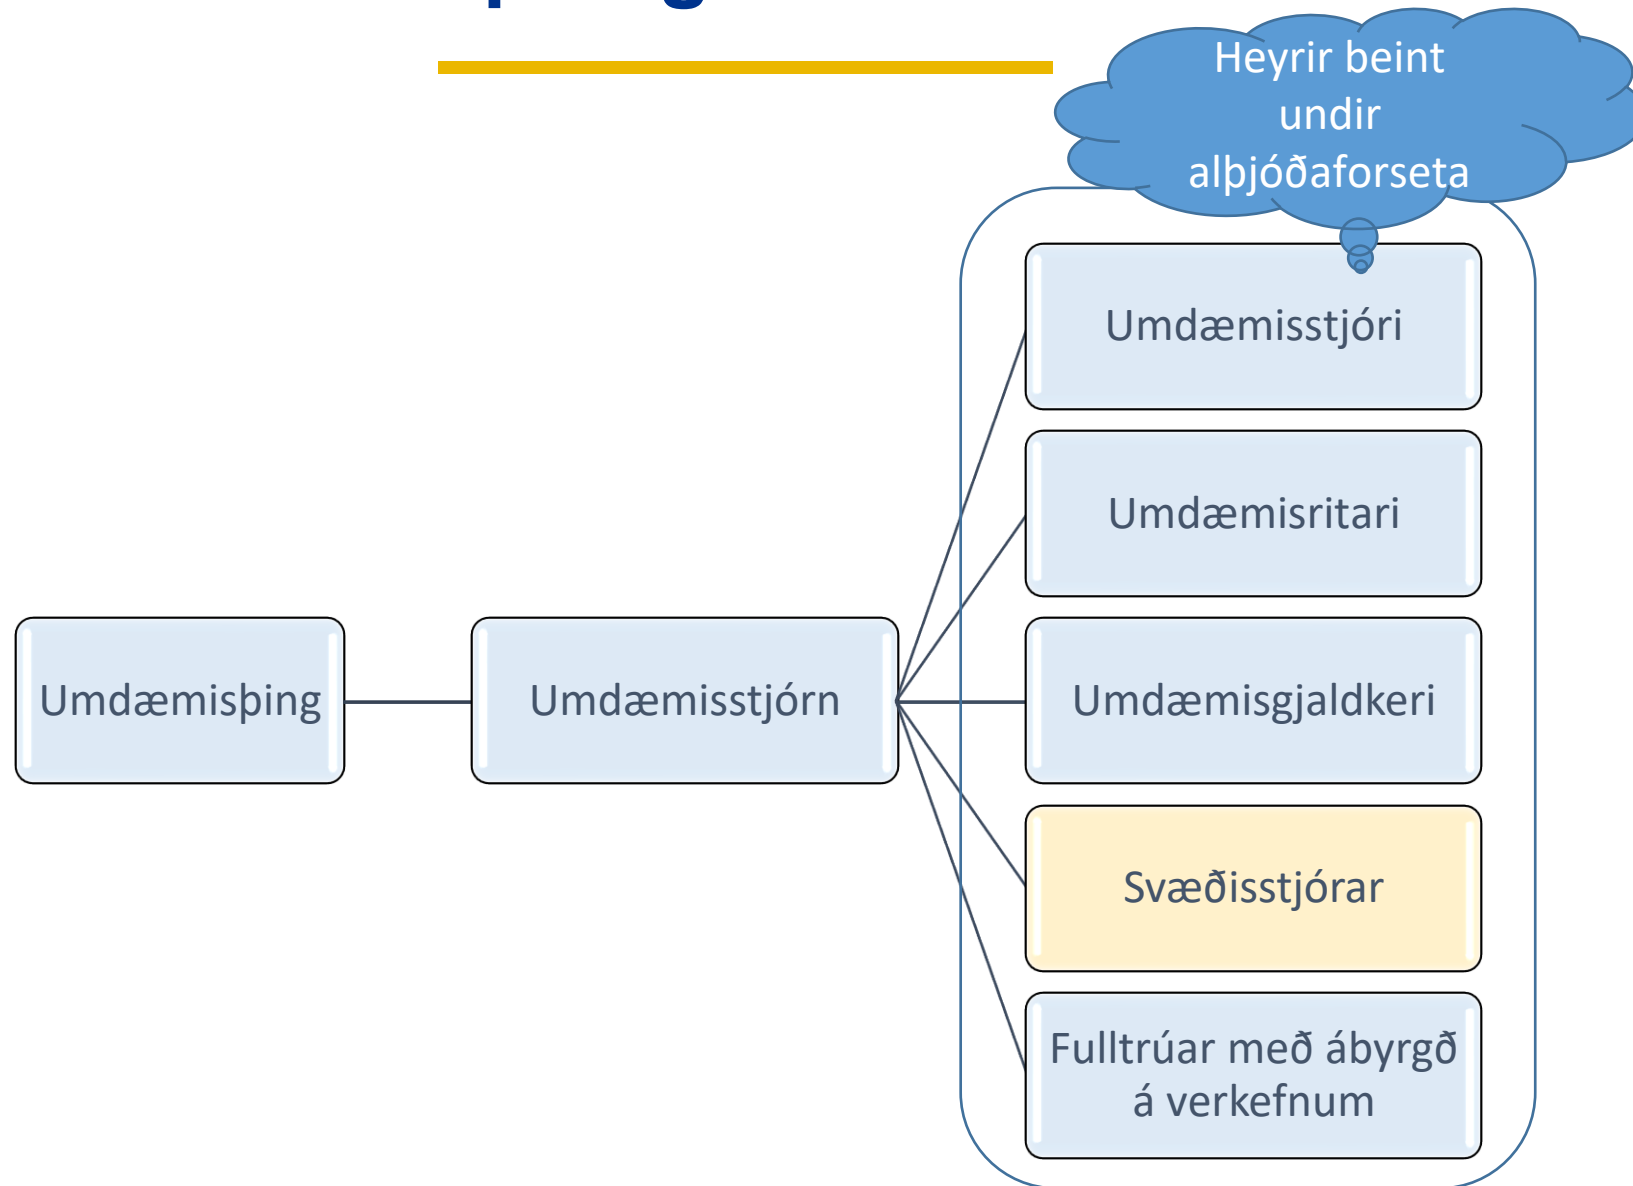 Heyrir beint
undir
alþjóðaforseta
Umdæmisstjóri
Umdæmisritari
Umdæmisþing
Umdæmisstjórn
Umdæmisgjaldkeri
Svæðisstjórar
Fulltrúar með ábyrgð
á verkefnum